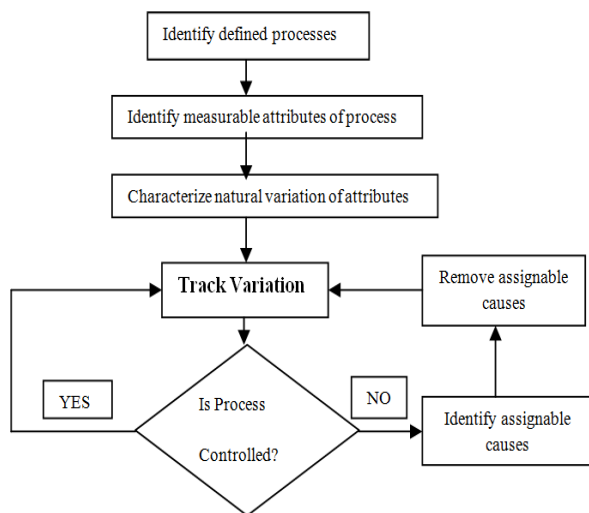 Identify defined processes
Identify measurable attributes of process
Characterize natural variation of attributes
Track Variation
Remove assignable
causes
YES
Is Process
Controlled?
NO
Identify assignable
causes